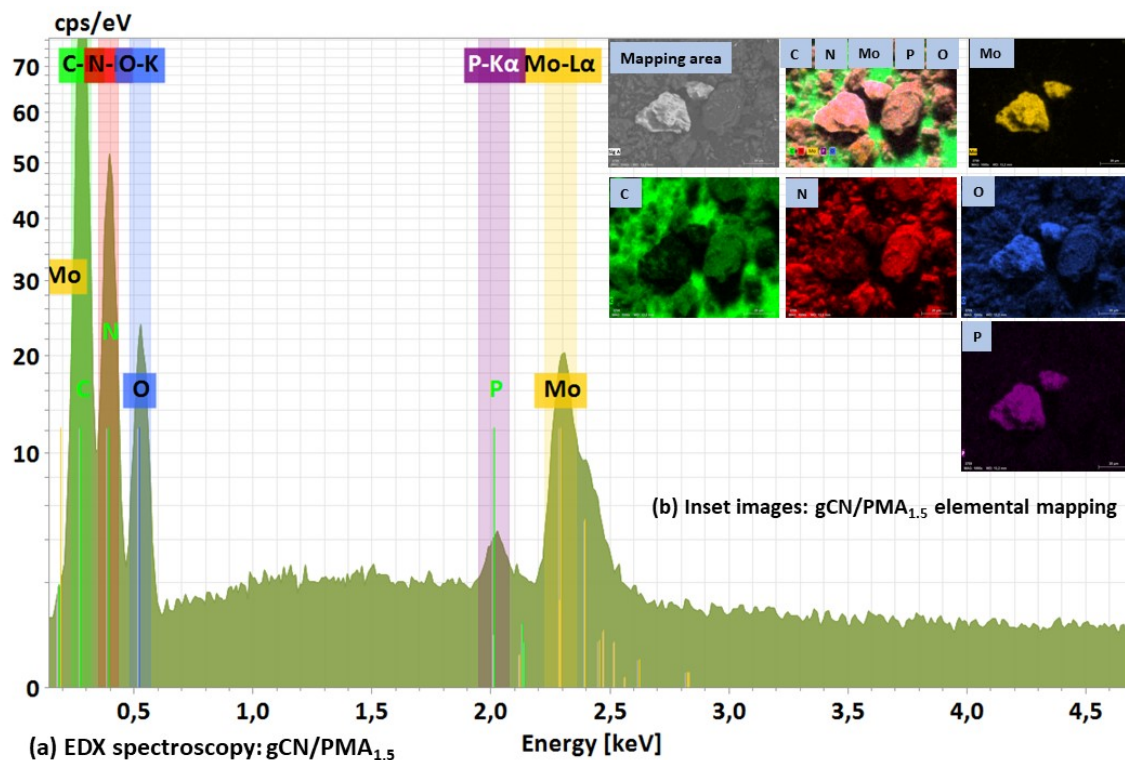 cps/eV
70
60
50
40
30
20
10
0
C- N- O-K
P-Kα Mo-Lα
Mo
N
C
O
P
Mo
Mapping area
C N Mo P O
Mo
C
N
O
P
(b) Inset images: gCN/PMA₁.₅ elemental mapping
0,5 1,0 1,5 2,0 2,5 3,0 3,5 4,0 4,5
Energy [keV]
(a) EDX spectroscopy: gCN/PMA₁.₅